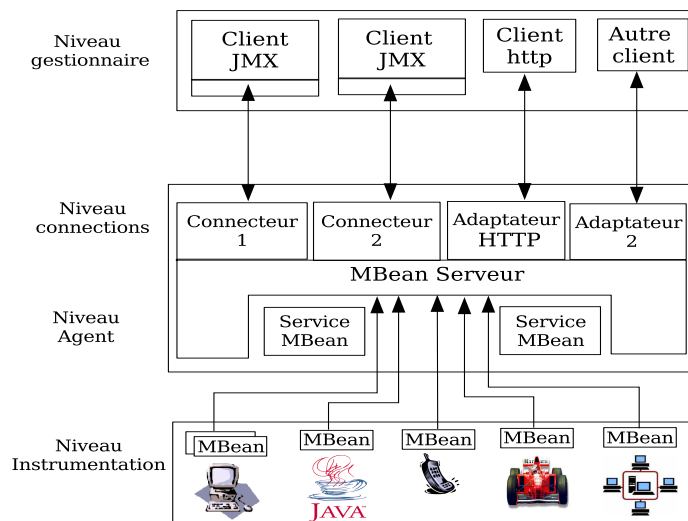 Niveau
gestionnaire
Client
JMX
Client
JMX
Client
http
Autre
client
Niveau
connections
Connecteur
1
Connecteur
2
Adaptateur
HTTP
Adaptateur
2
MBean Serveur
Niveau
Agent
Service
MBean
Service
MBean
Niveau
Instrumentation
MBean
MBean
MBean
MBean
MBean
JAVA